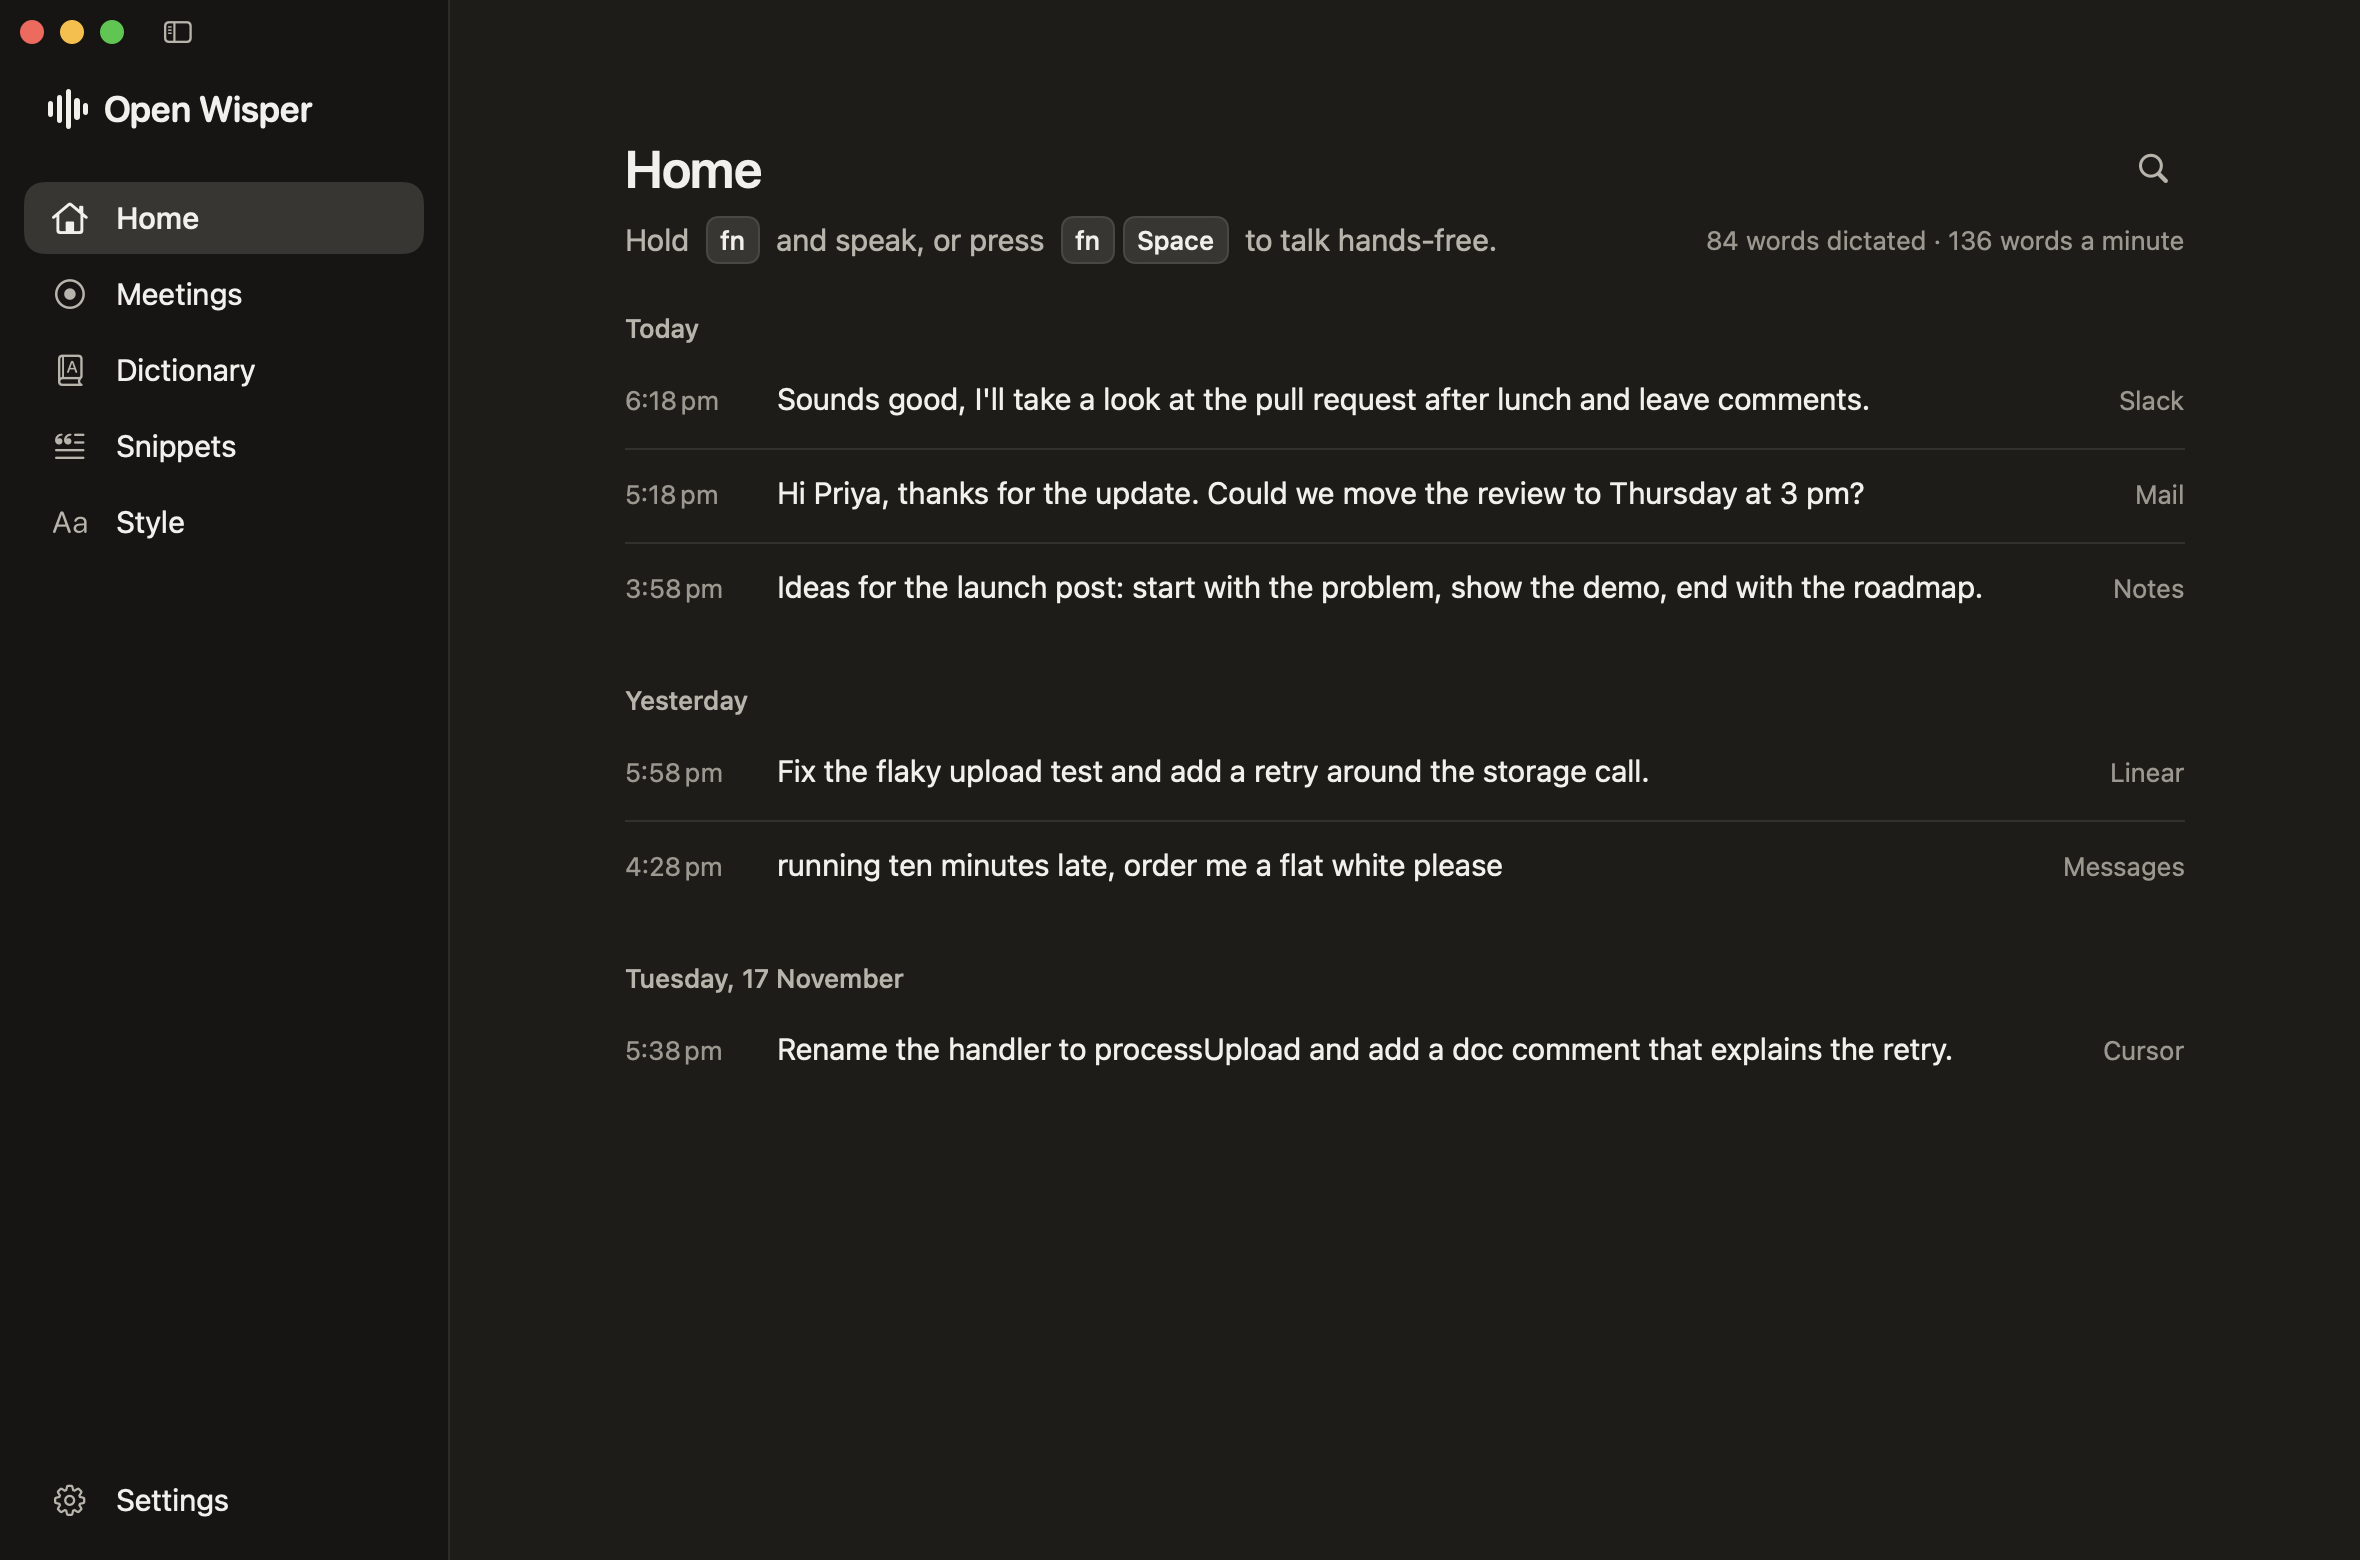 Open Wisper
Home
Meetings
Dictionary
Snippets
Aa Style
Settings
Home
Hold fn and speak, or press fn Space to talk hands-free.
84 words dictated · 136 words a minute
Today
6:18 pm Sounds good, I'll take a look at the pull request after lunch and leave comments. Slack
5:18 pm Hi Priya, thanks for the update. Could we move the review to Thursday at 3 pm? Mail
3:58 pm Ideas for the launch post: start with the problem, show the demo, end with the roadmap. Notes
Yesterday
5:58 pm Fix the flaky upload test and add a retry around the storage call. Linear
4:28 pm running ten minutes late, order me a flat white please Messages
Tuesday, 17 November
5:38 pm Rename the handler to processUpload and add a doc comment that explains the retry. Cursor